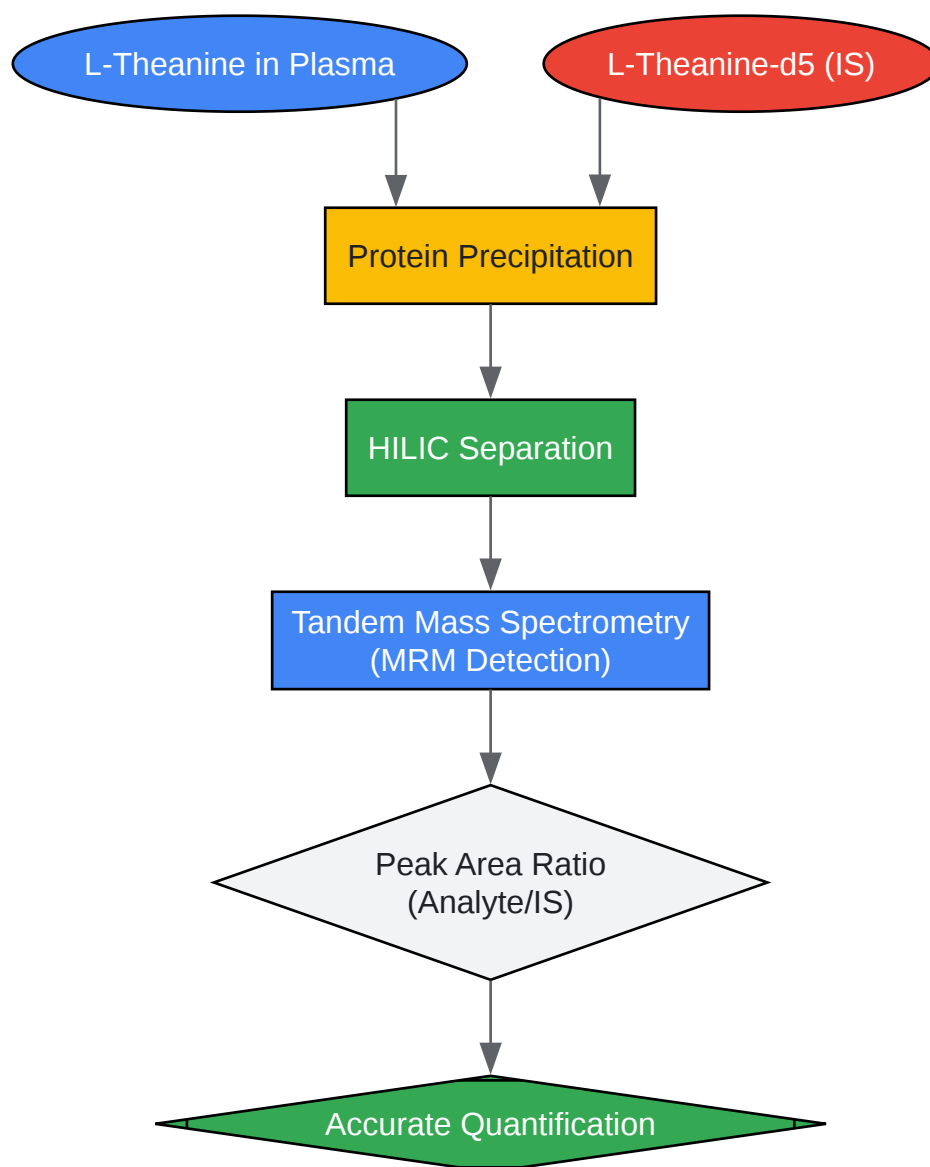 L-Theanine in Plasma
L-Theanine-d5 (IS)
Protein Precipitation
HILIC Separation
Tandem Mass Spectrometry
(MRM Detection)
Peak Area Ratio
(Analyte/IS)
Accurate Quantification